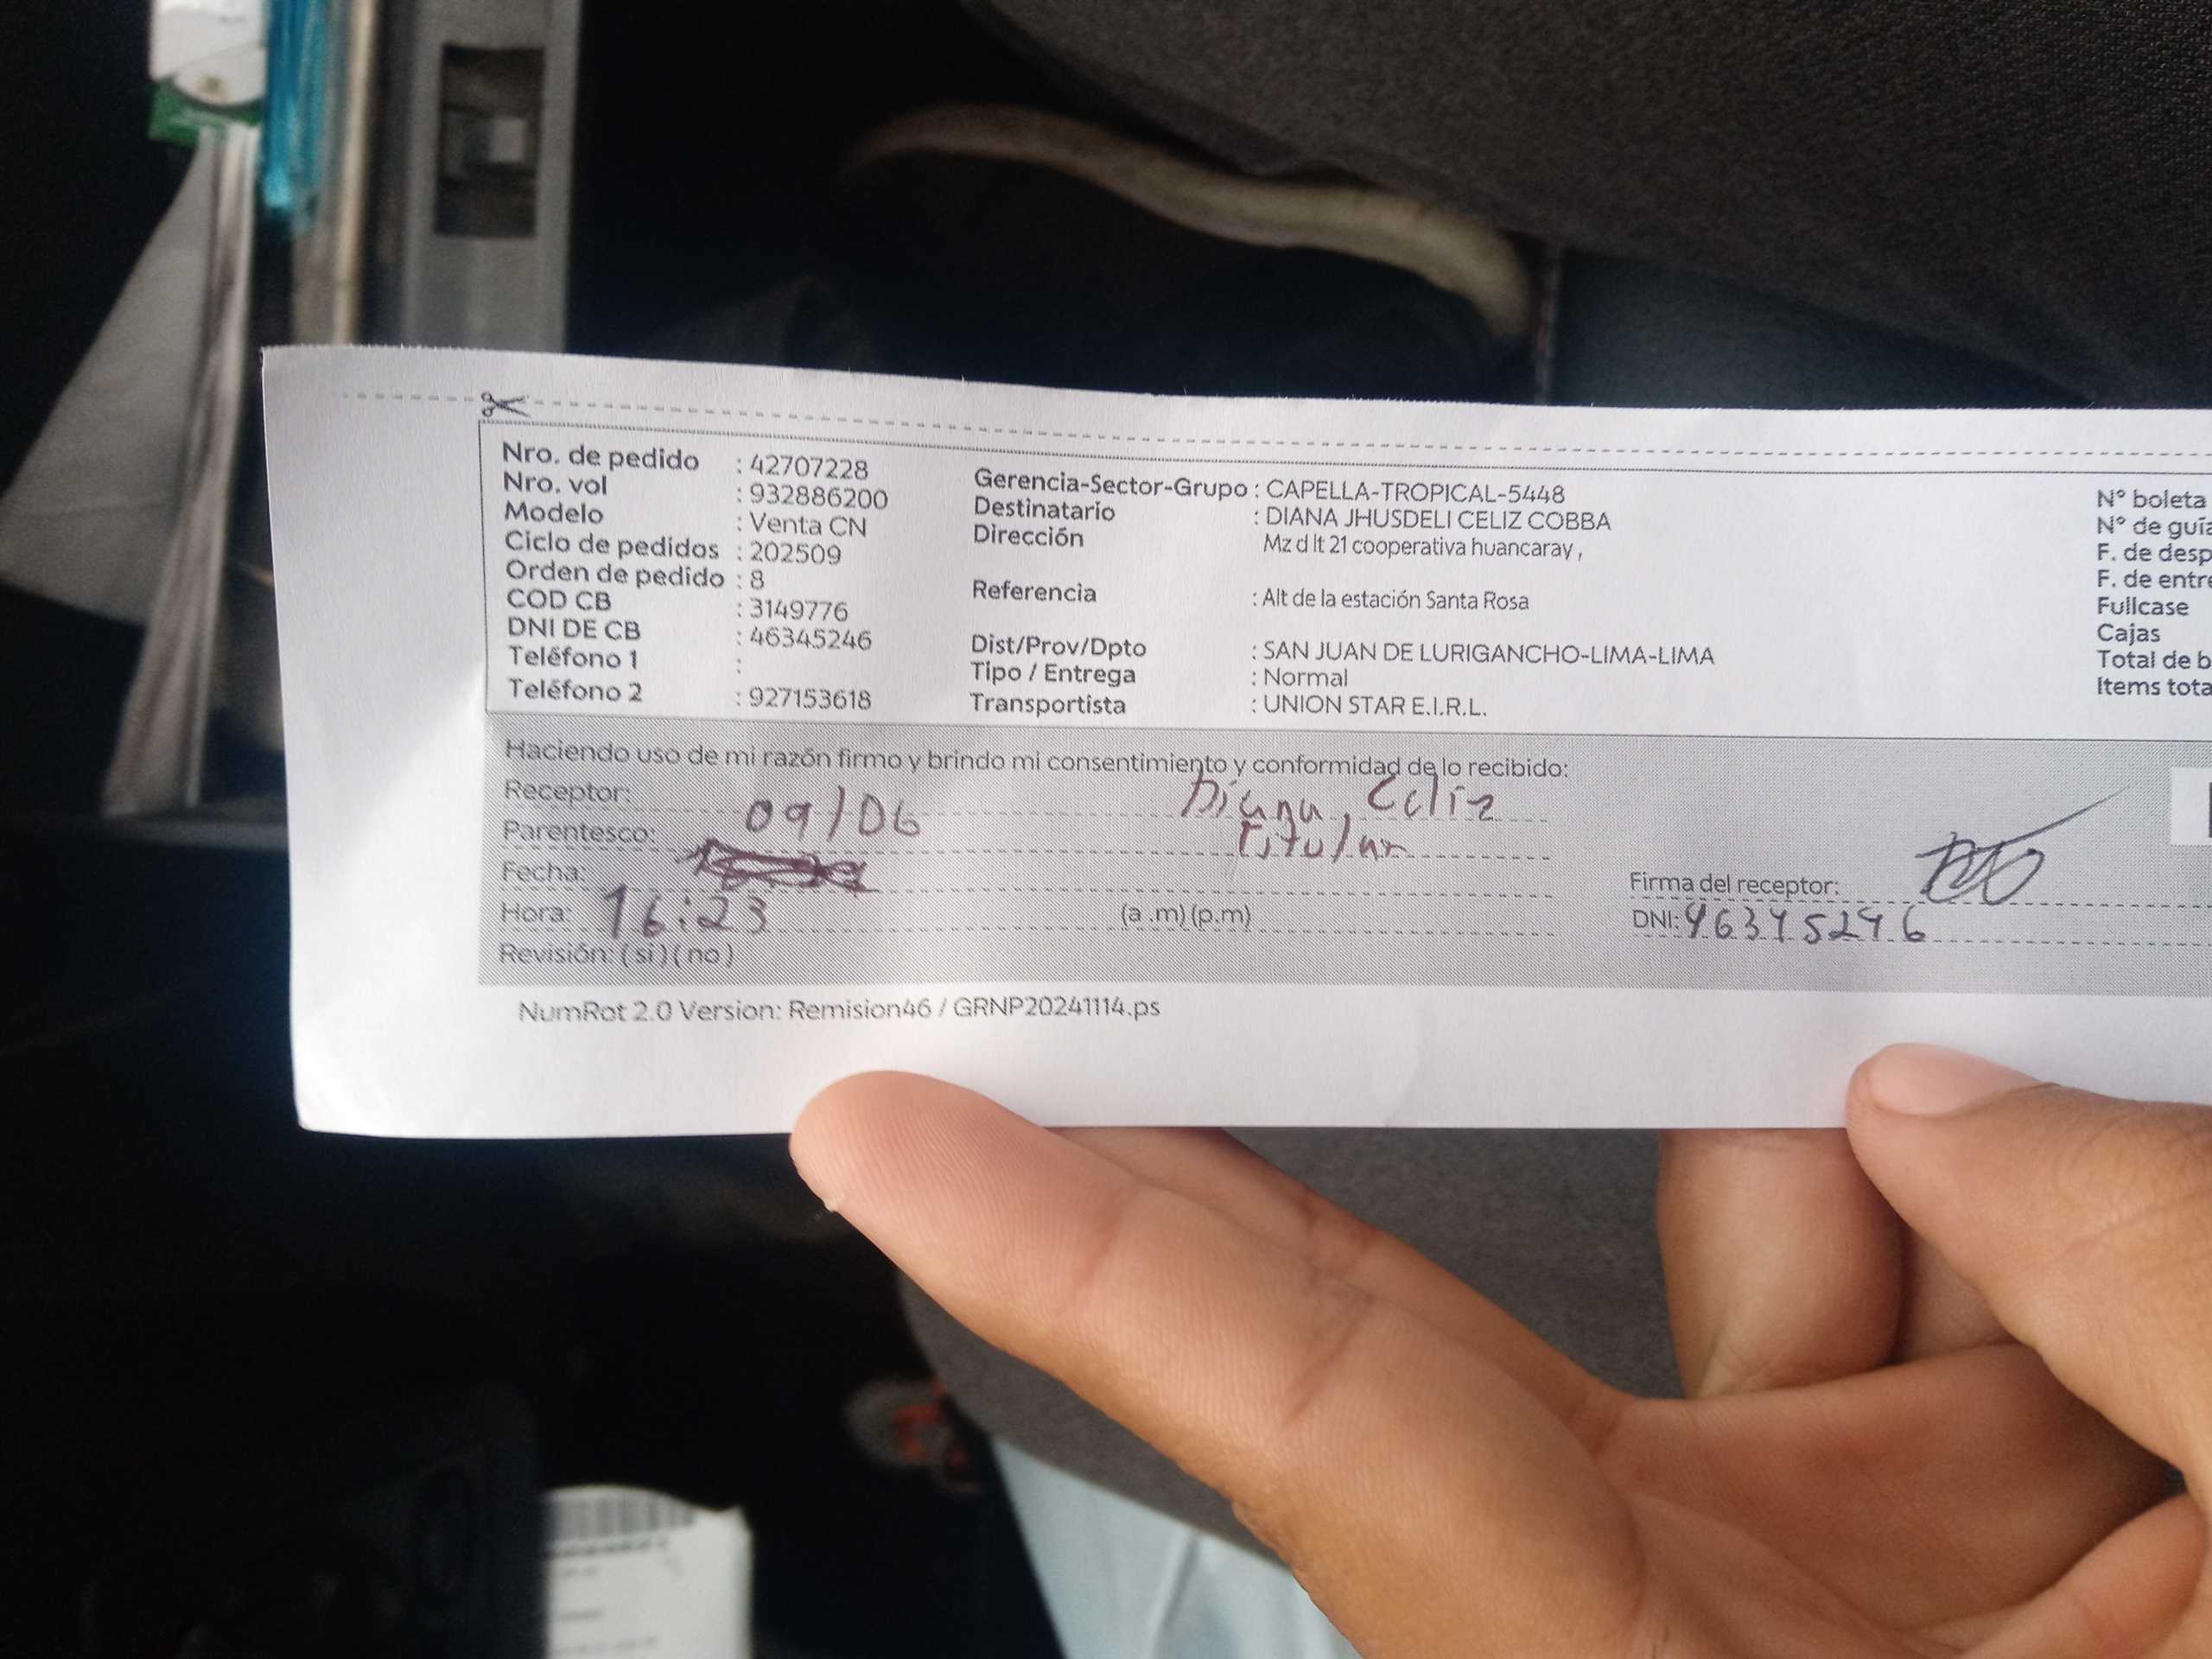 Nro. de pedido : 42707228
Nro. vol : 932886200
Modelo : Venta CN
Ciclo de pedidos : 202509
Orden de pedido : 8
COD CB : 3149776
DNI DE CB : 46345246
Teléfono 1 :
Teléfono 2 : 927153618
Gerencia-Sector-Grupo : CAPELLA-TROPICAL-5448
Destinatario : DIANA JHUSDELI CELIZ COBBA
Dirección Mz d lt 21 cooperativa huancaray ,
Referencia : Alt de la estación Santa Rosa
Dist/Prov/Dpto : SAN JUAN DE LURIGANCHO-LIMA-LIMA
Tipo / Entrega : Normal
Transportista : UNION STAR E.I.R.L.
N° boleta
N° de guía
F. de desp
F. de entre
Fullcase
Cajas
Total de b
Items tota
Haciendo uso de mi razón firmo y brindo mi consentimiento y conformidad de lo recibido:
Receptor: Diana Celiz
Parentesco: 09/06 Titular
Fecha:
Hora: 16:23 (a .m) (p.m)
Revisión: ( si ) ( no )
Firma del receptor:
DNI: 46345246
NumRot 2.0 Version: Remision46 / GRNP20241114.ps